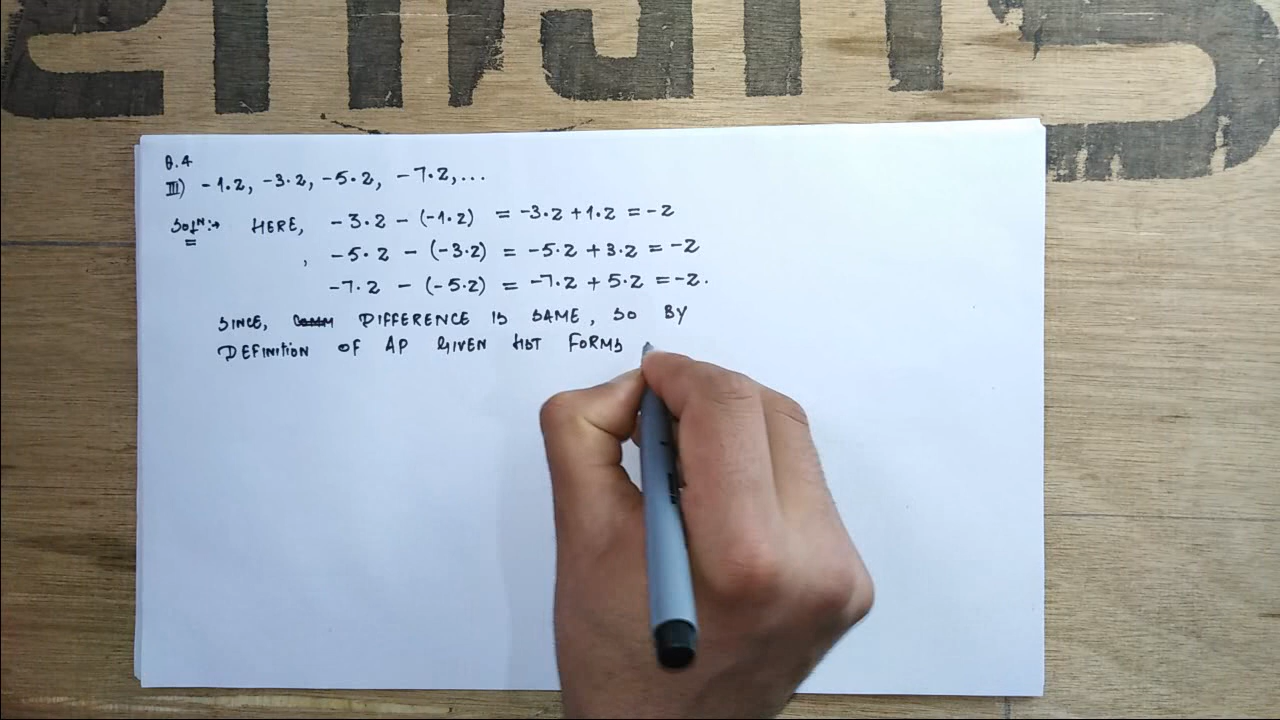 Q.4
III) -1.2, -3.2, -5.2, -7.2,...
SOLN:→ HERE, -3.2 - (-1.2) = -3.2 + 1.2 = -2
, -5.2 - (-3.2) = -5.2 + 3.2 = -2
-7.2 - (-5.2) = -7.2 + 5.2 = -2.
SINCE, DIFFERENCE IS SAME, SO BY
DEFINITION OF AP GIVEN LIST FORMS